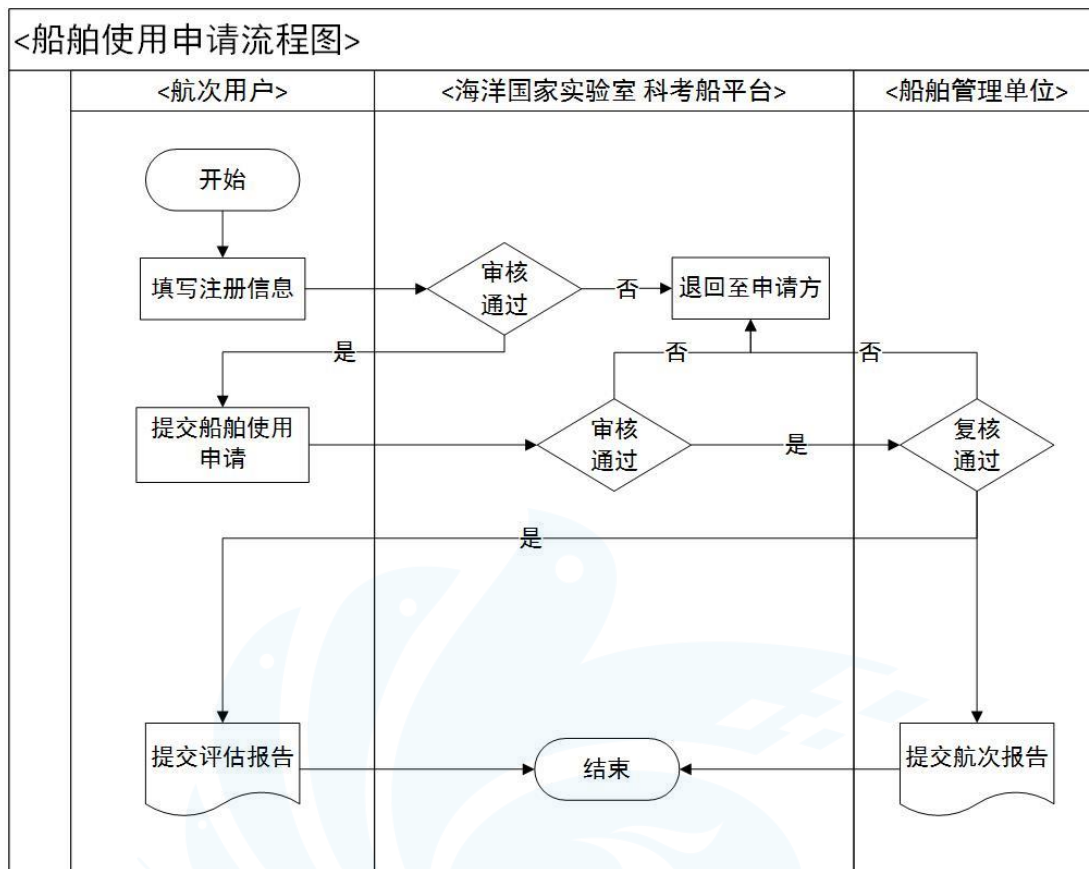 <船舶使用申请流程图>
<航次用户>
<海洋国家实验室 科考船平台>
<船舶管理单位>
开始
填写注册信息
审核
通过
否
退回至申请方
是
否
否
提交船舶使用
申请
审核
通过
是
复核
通过
是
提交评估报告
结束
提交航次报告